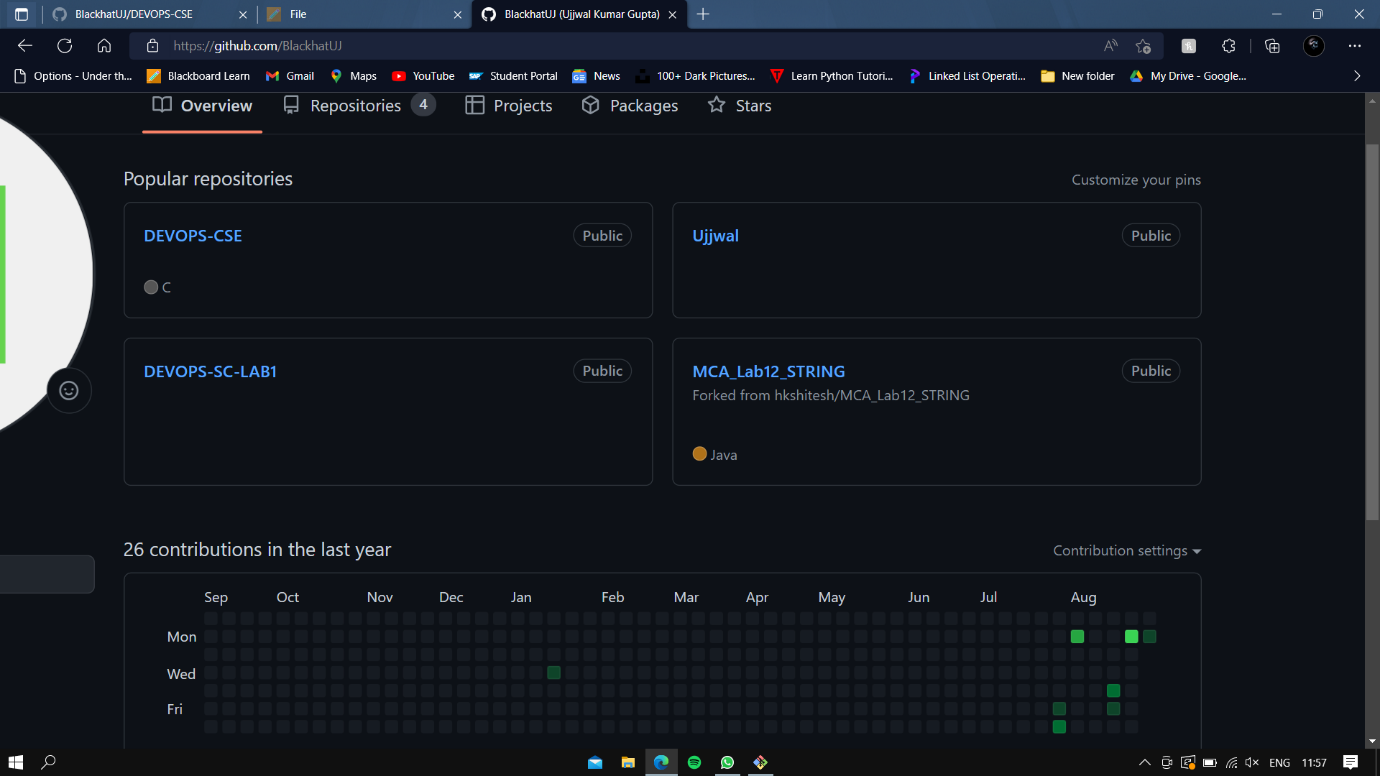 BlackhatUJ/DEVOPS-CSE
File
BlackhatUJ (Ujjwal Kumar Gupta)
https://github.com/BlackhatUJ
Options - Under th...
Blackboard Learn
Gmail
Maps
YouTube
Student Portal
News
100+ Dark Pictures...
Learn Python Tutori...
Linked List Operati...
New folder
My Drive - Google...
Overview
Repositories 4
Projects
Packages
Stars
Popular repositories
Customize your pins
DEVOPS-CSE
Public
C
Ujjwal
Public
DEVOPS-SC-LAB1
Public
MCA_Lab12_STRING
Public
Forked from hkshitesh/MCA_Lab12_STRING
Java
26 contributions in the last year
Contribution settings
Sep Oct Nov Dec Jan Feb Mar Apr May Jun Jul Aug
Mon
Wed
Fri
ENG
11:57